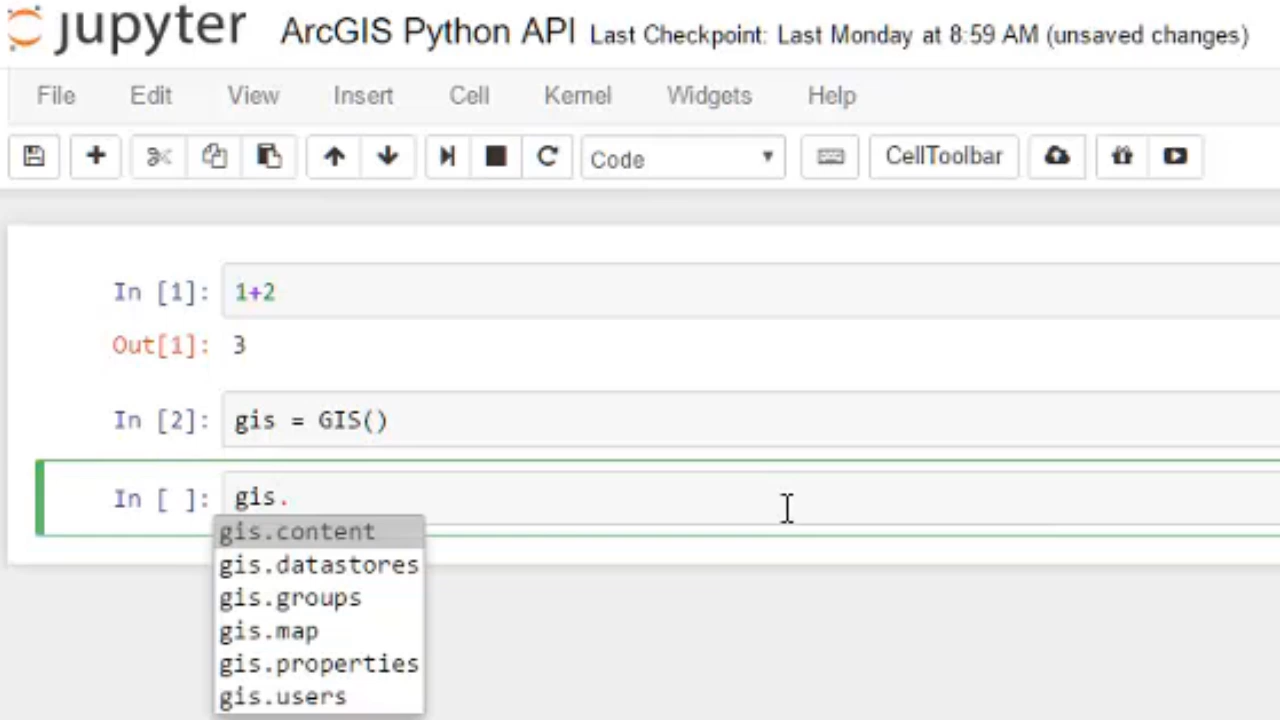 jupyter ArcGIS Python API Last Checkpoint: Last Monday at 8:59 AM (unsaved changes)
File Edit View Insert Cell Kernel Widgets Help
Code CellToolbar
In [1]: 1+2
Out[1]: 3
In [2]: gis = GIS()
In [ ]: gis.
gis.content
gis.datastores
gis.groups
gis.map
gis.properties
gis.users